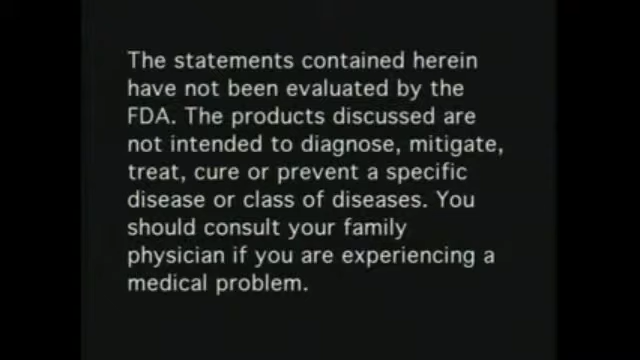 The statements contained herein
have not been evaluated by the
FDA. The products discussed are
not intended to diagnose, mitigate,
treat, cure or prevent a specific
disease or class of diseases. You
should consult your family
physician if you are experiencing a
medical problem.